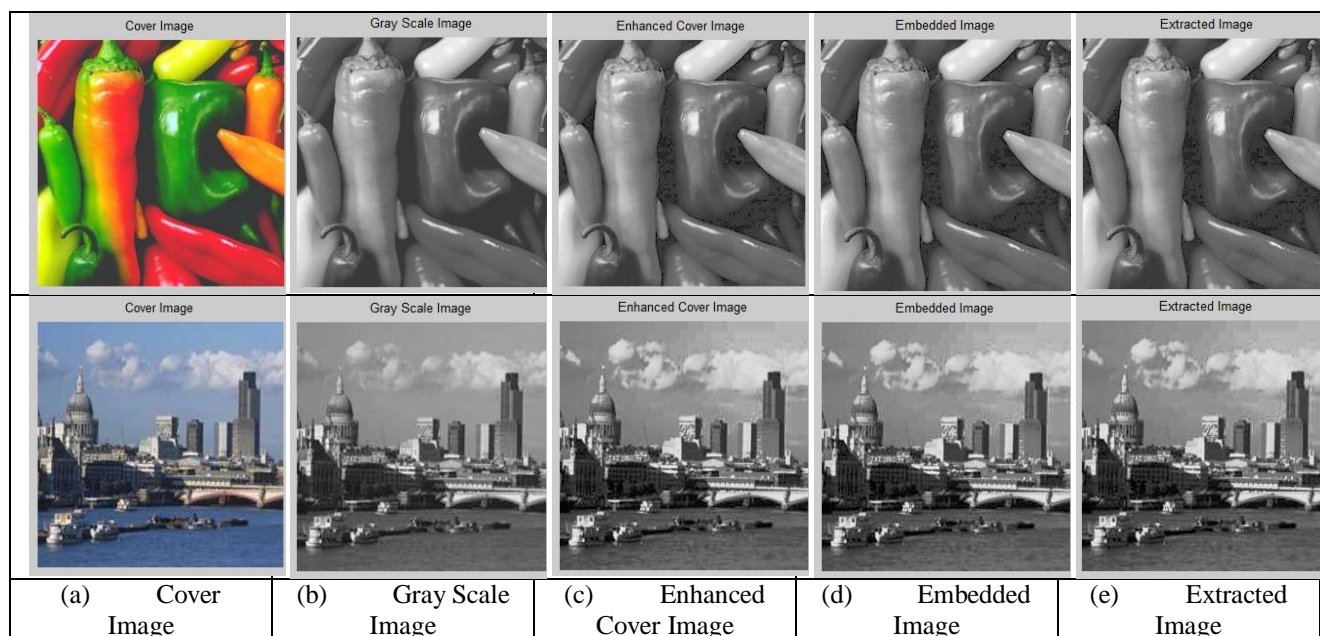 Cover Image
Gray Scale Image
Enhanced Cover Image
Embedded Image
Extracted Image
Cover Image
Gray Scale Image
Enhanced Cover Image
Embedded Image
Extracted Image
(a) Cover
Image
(b) Gray Scale
Image
(c) Enhanced
Cover Image
(d) Embedded
Image
(e) Extracted
Image